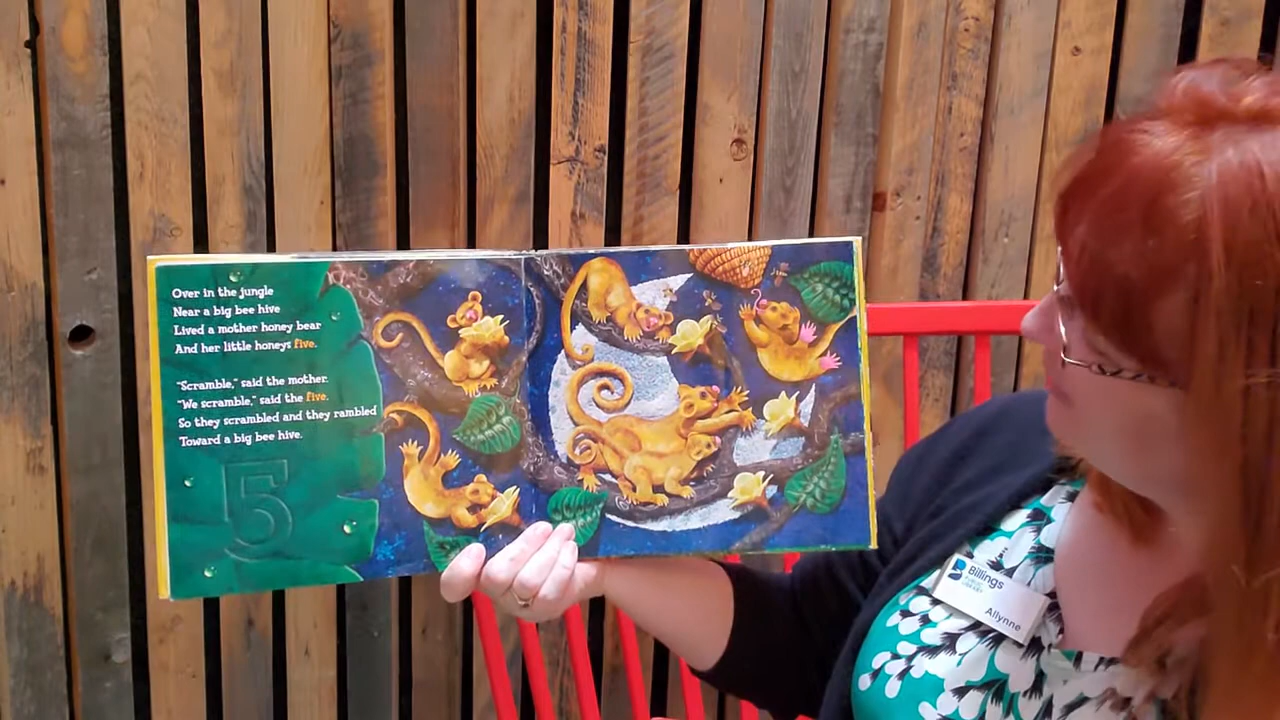 Over in the jungle
Near a big bee hive
Lived a mother honey bear
And her little honeys five.
"Scramble," said the mother.
"We scramble," said the five.
So they scrambled and they rambled
Toward a big bee hive.
5
Billings
PUBLIC
LIBRARY
Allynne